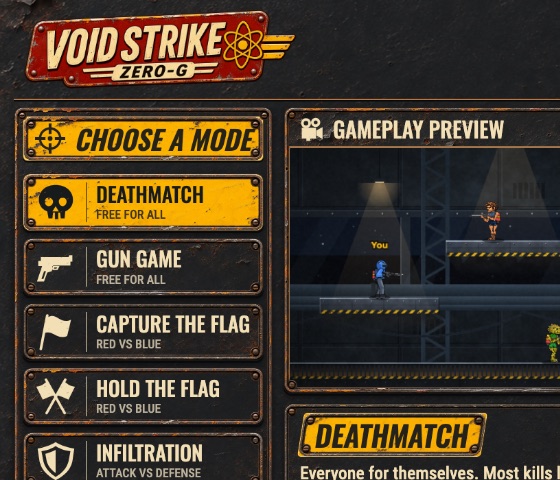 VOID STRIKE
ZERO-G
CHOOSE A MODE
DEATHMATCH
FREE FOR ALL
GUN GAME
FREE FOR ALL
CAPTURE THE FLAG
RED VS BLUE
HOLD THE FLAG
RED VS BLUE
INFILTRATION
ATTACK VS DEFENSE
GAMEPLAY PREVIEW
You
DEATHMATCH
Everyone for themselves. Most kills